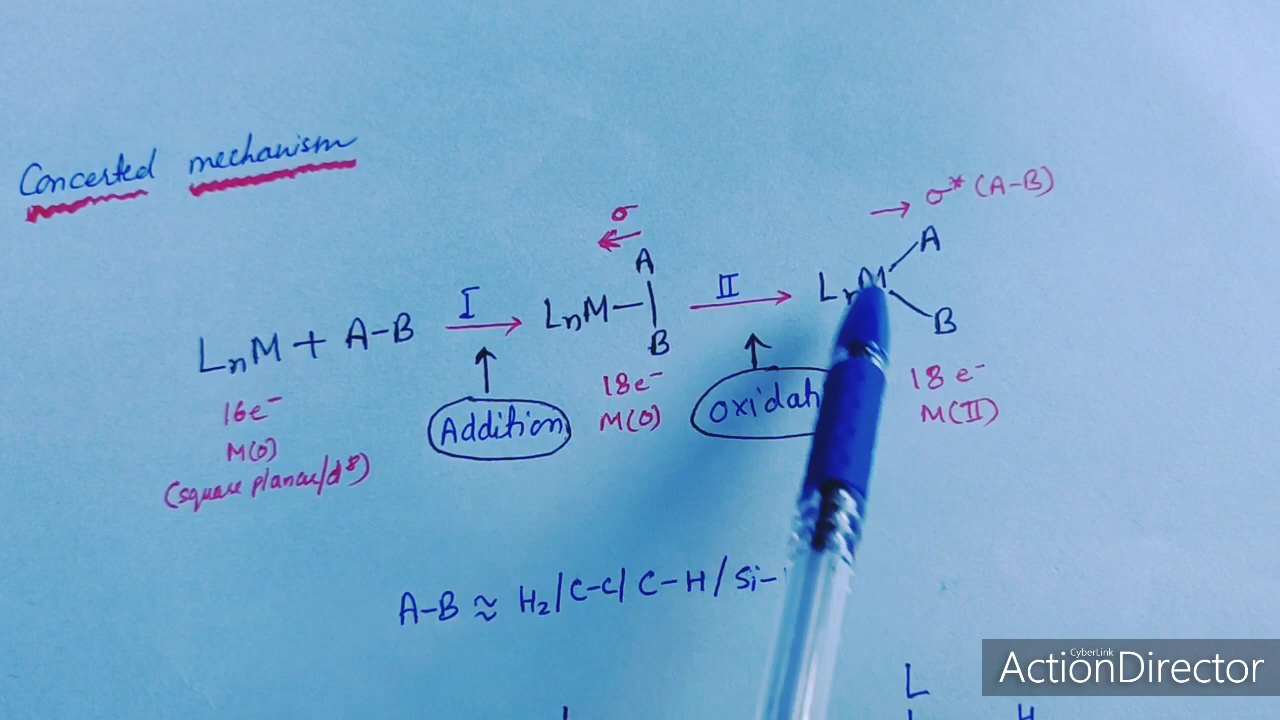 Concerted mechanism
LnM + A-B I LnM-A|B II LnM A B
σ
σ* (A-B)
Addition
16e⁻
M(0)
(square planar/d⁸)
18e⁻
M(0)
18e⁻
M(II)
A-B ≈ H₂/C-C/C-H/Si-
L
H
CyberLink
ActionDirector